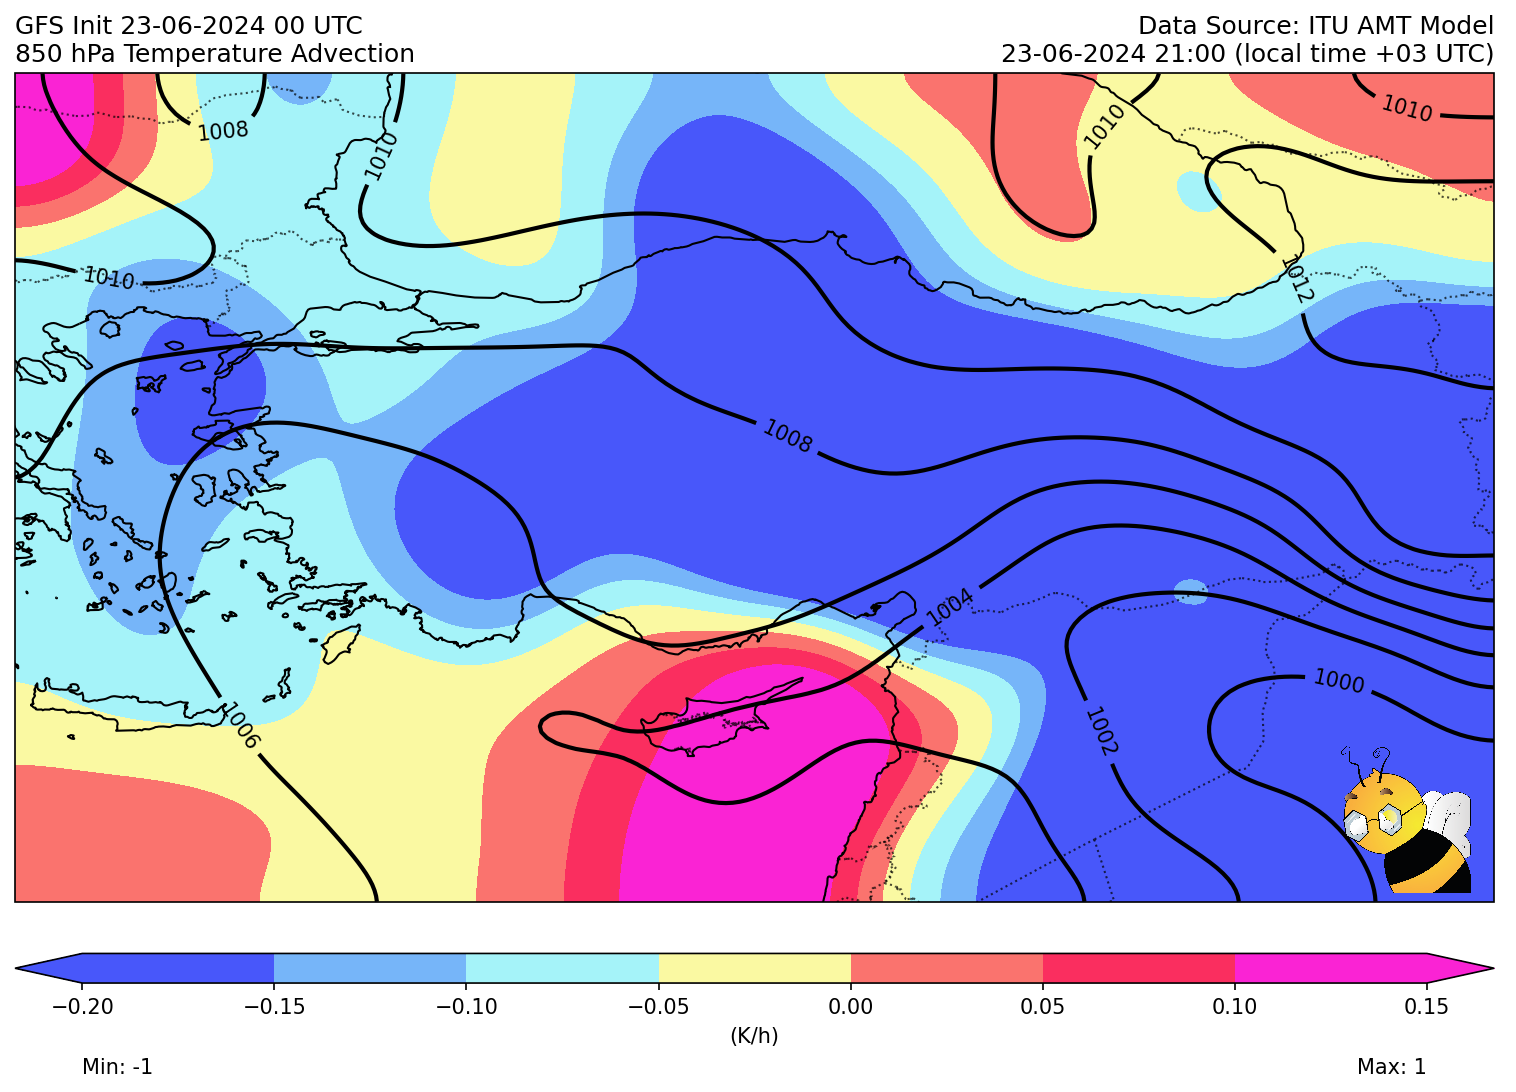 GFS Init 23-06-2024 00 UTC
850 hPa Temperature Advection
Data Source: ITU AMT Model
23-06-2024 21:00 (local time +03 UTC)
1008
1010
1010
1010
1010
1012
1008
1004
1006
1002
1000
−0.20
−0.15
−0.10
−0.05
0.00
0.05
0.10
0.15
(K/h)
Min: -1
Max: 1